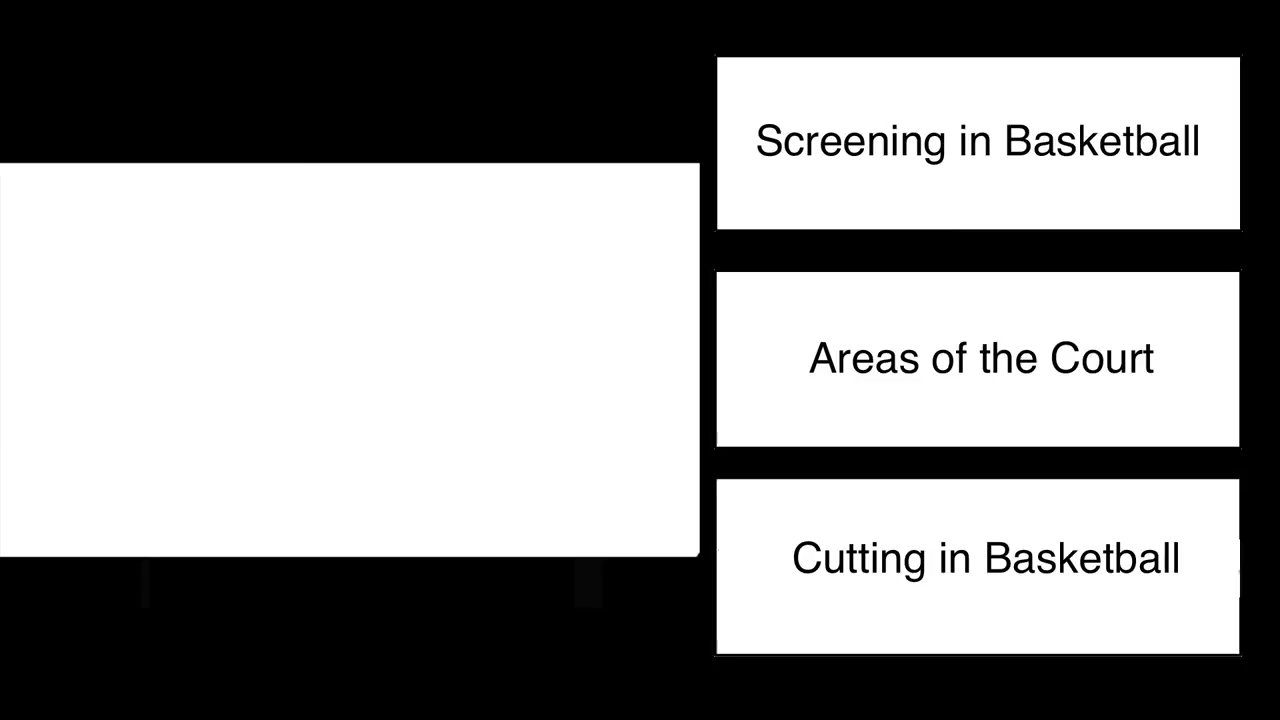 Screening in Basketball
Areas of the Court
Cutting in Basketball